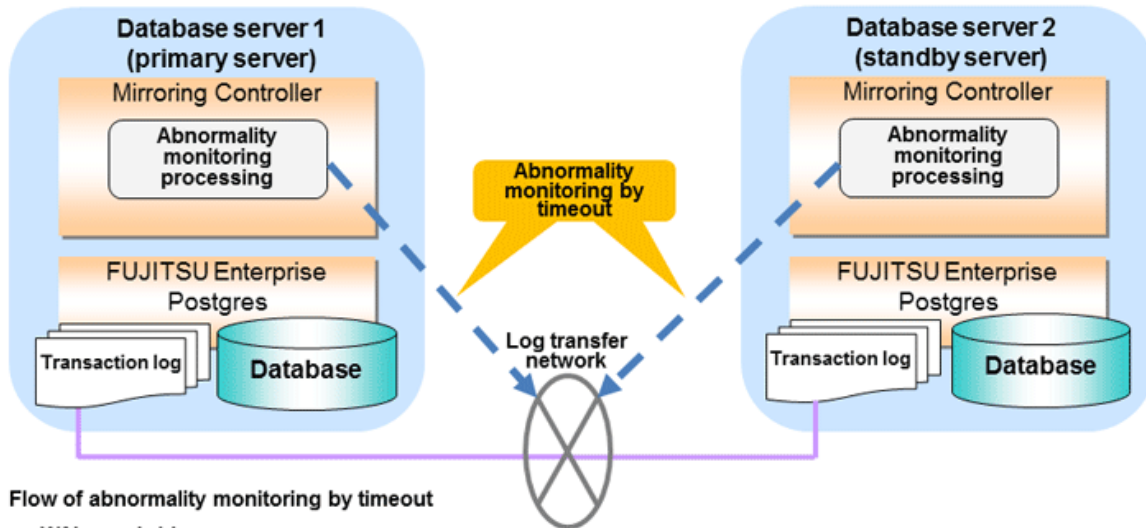 Database server 1
(primary server)
Mirroring Controller
Abnormality
monitoring
processing
FUJITSU Enterprise
Postgres
Transaction log
Database
Abnormality
monitoring by
timeout
Log transfer
network
Database server 2
(standby server)
Mirroring Controller
Abnormality
monitoring
processing
FUJITSU Enterprise
Postgres
Transaction log
Database
Flow of abnormality monitoring by timeout